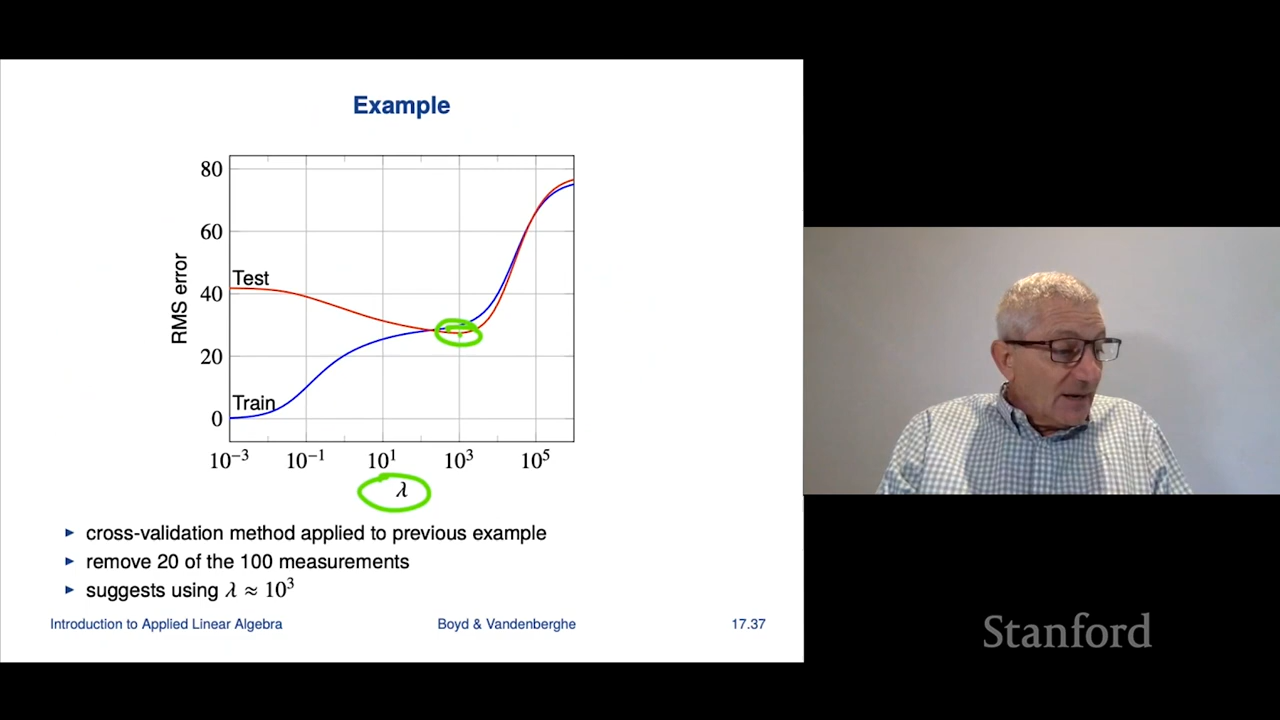 Example
80
60
40
20
0
RMS error
Test
Train
10⁻³ 10⁻¹ 10¹ 10³ 10⁵
λ
► cross-validation method applied to previous example
► remove 20 of the 100 measurements
► suggests using λ ≈ 10³
Introduction to Applied Linear Algebra Boyd & Vandenberghe 17.37
Stanford